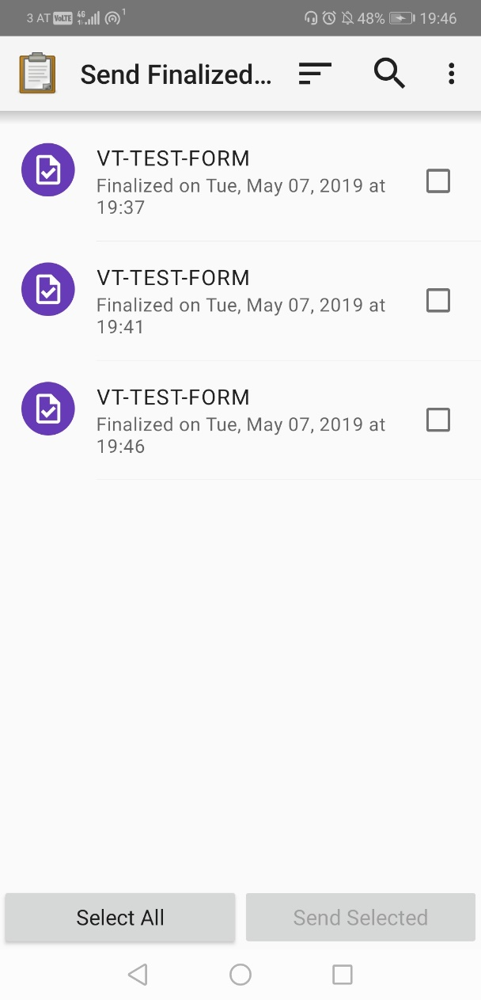 3 AT VoLTE 4G 1 48% 19:46
Send Finalized...
VT-TEST-FORM
Finalized on Tue, May 07, 2019 at
19:37
VT-TEST-FORM
Finalized on Tue, May 07, 2019 at
19:41
VT-TEST-FORM
Finalized on Tue, May 07, 2019 at
19:46
Select All
Send Selected